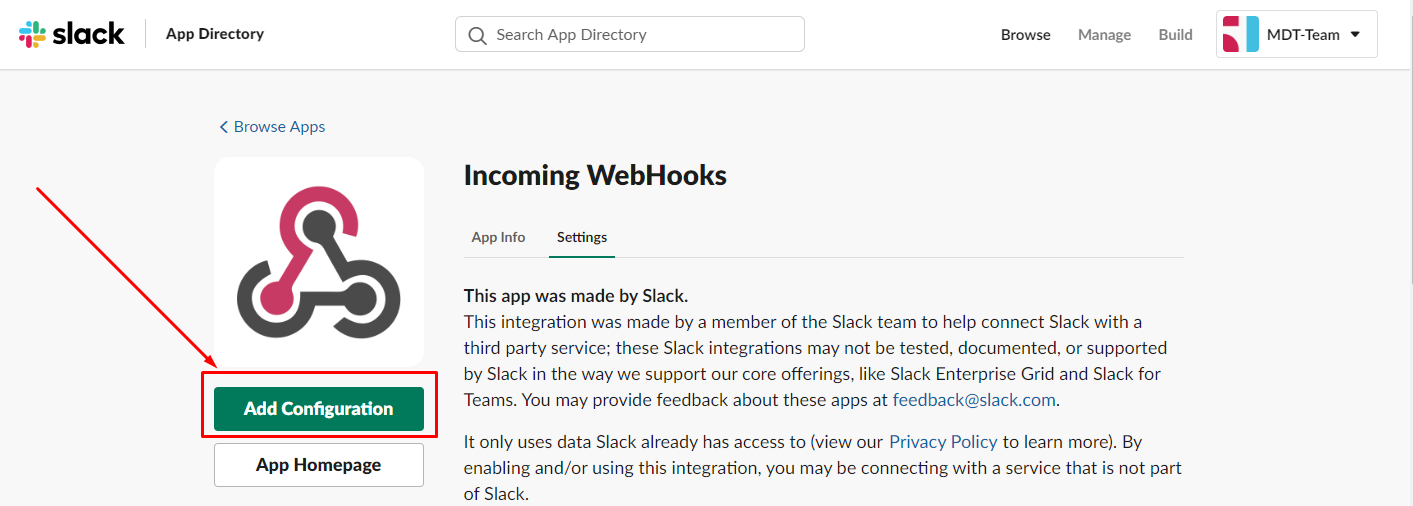 slack
App Directory
Search App Directory
Browse
Manage
Build
MDT-Team
Browse Apps
Incoming WebHooks
App Info
Settings
This app was made by Slack.
This integration was made by a member of the Slack team to help connect Slack with a
third party service; these Slack integrations may not be tested, documented, or supported
by Slack in the way we support our core offerings, like Slack Enterprise Grid and Slack for
Teams. You may provide feedback about these apps at feedback@slack.com.
Add Configuration
App Homepage
It only uses data Slack already has access to (view our Privacy Policy to learn more). By
enabling and/or using this integration, you may be connecting with a service that is not part
of Slack.